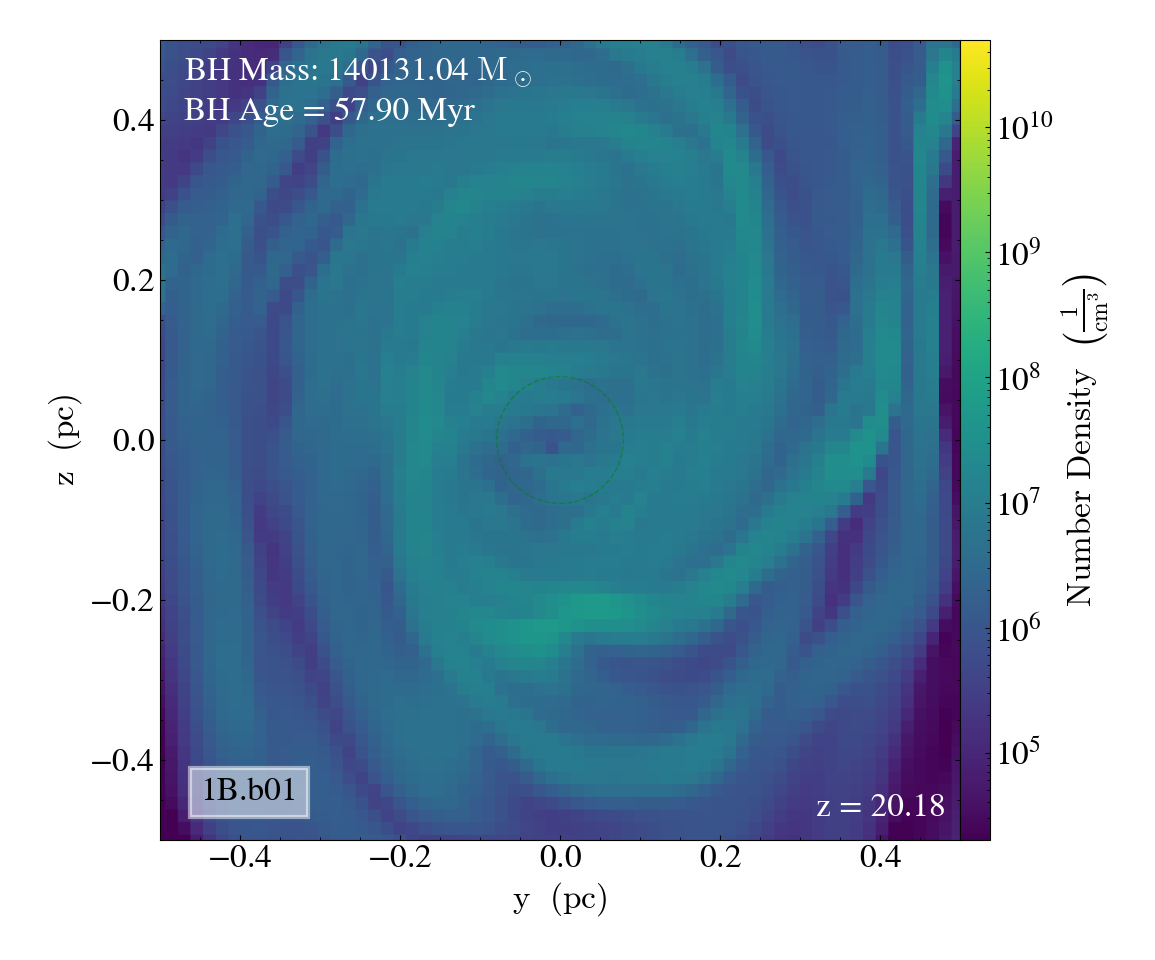 BH Mass: 140131.04 M⊙
BH Age = 57.90 Myr
1B.b01
z = 20.18
0.4
0.2
0.0
−0.2
−0.4
z (pc)
−0.4
−0.2
0.0
0.2
0.4
y (pc)
10¹⁰
10⁹
10⁸
10⁷
10⁶
10⁵
Number Density (1/cm³)